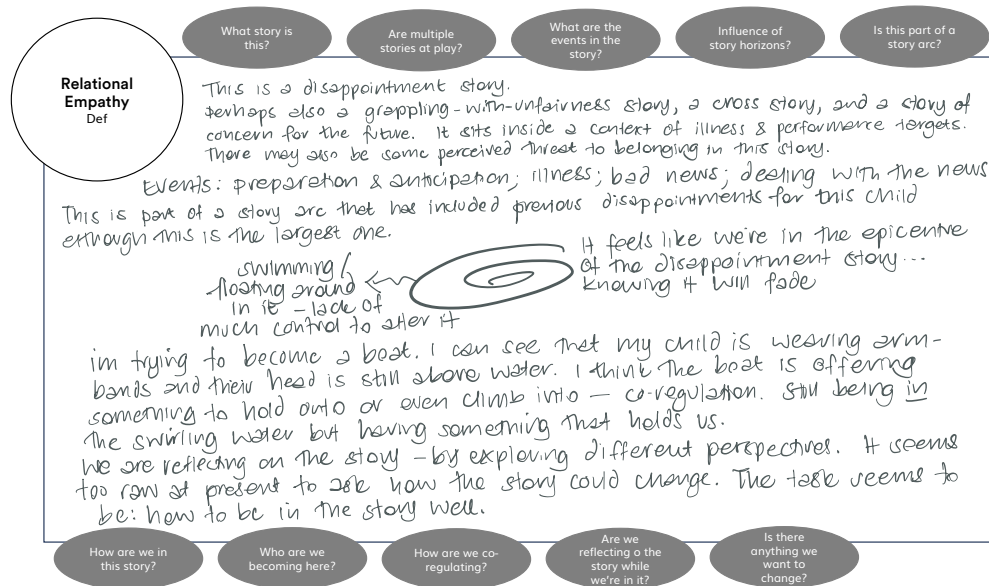 What story is
this?
Are multiple
stories at play?
What are the
events in the
story?
Influence of
story horizons?
Is this part of a
story arc?
Relational
Empathy
Def
This is a disappointment story.
Perhaps also a grappling-with-unfairness story, a cross story, and a story of
concern for the future. It sits inside a context of illness & performance targets.
There may also be some perceived threat to belonging in this story.
Events: preparation & anticipation; illness; bad news; dealing with the news
This is part of a story arc that has included previous disappointments for this child
although this is the largest one.
swimming/
floating around
in it - lack of
much control to alter it
It feels like we're in the epicentre
of the disappointment story...
knowing it will fade
im trying to become a boat. I can see that my child is wearing arm-
bands and their head is still above water. I think the boat is offering
something to hold onto or even climb into - co-regulation. Still being in
the swirling water but having something that holds us.
We are reflecting on the story - by exploring different perspectives. It seems
too raw at present to ask how the story could change. The task seems to
be: how to be in the story well.
How are we in
this story?
Who are we
becoming here?
How are we co-
regulating?
Are we
reflecting o the
story while
we're in it?
Is there
anything we
want to
change?